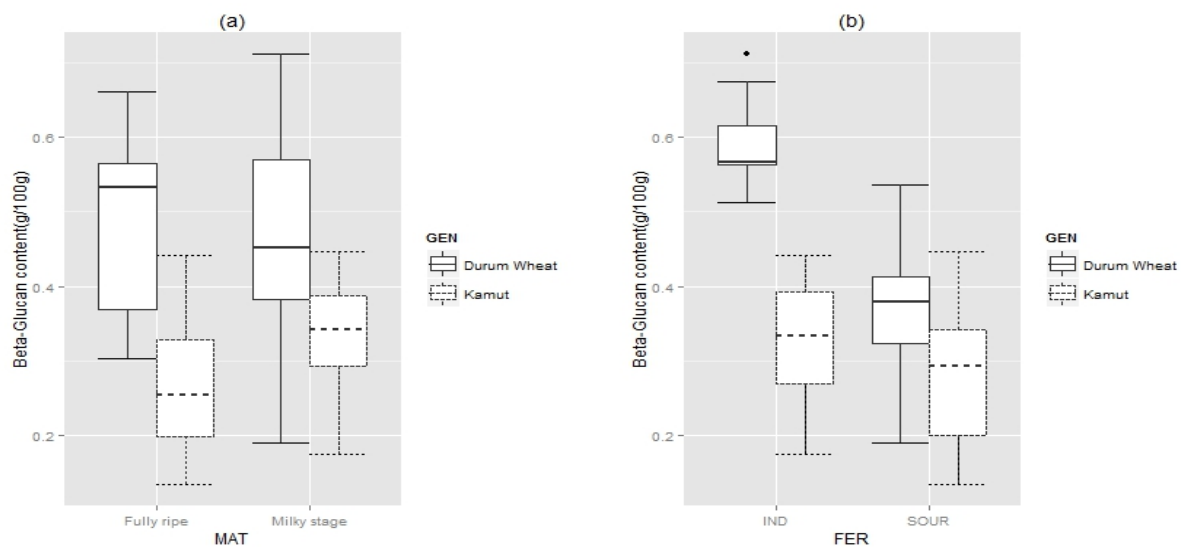 (a)
Beta-Glucan content(g/100g)
0.6
0.4
0.2
Fully ripe
Milky stage
MAT
GEN
Durum Wheat
Kamut
(b)
Beta-Glucan content(g/100g)
0.6
0.4
0.2
IND
SOUR
FER
GEN
Durum Wheat
Kamut